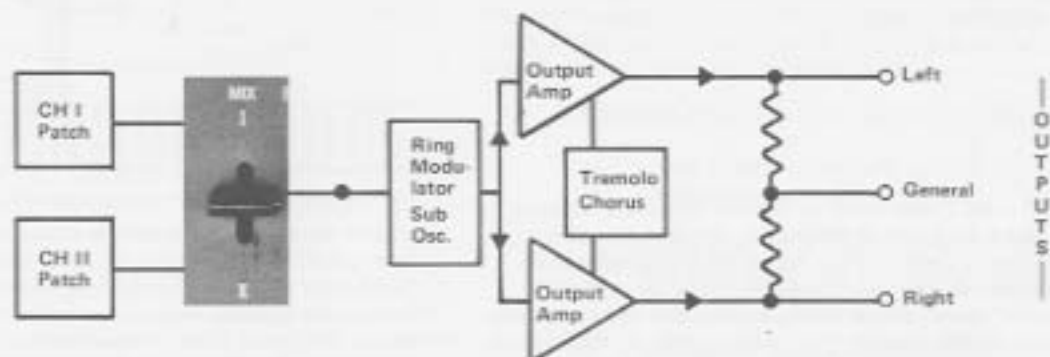 CH I
Patch
CH II
Patch
MIX
I
II
Ring
Modu-
lator
Sub
Osc.
Output
Amp
Tremolo
Chorus
Output
Amp
Left
General
Right
OUTPUTS